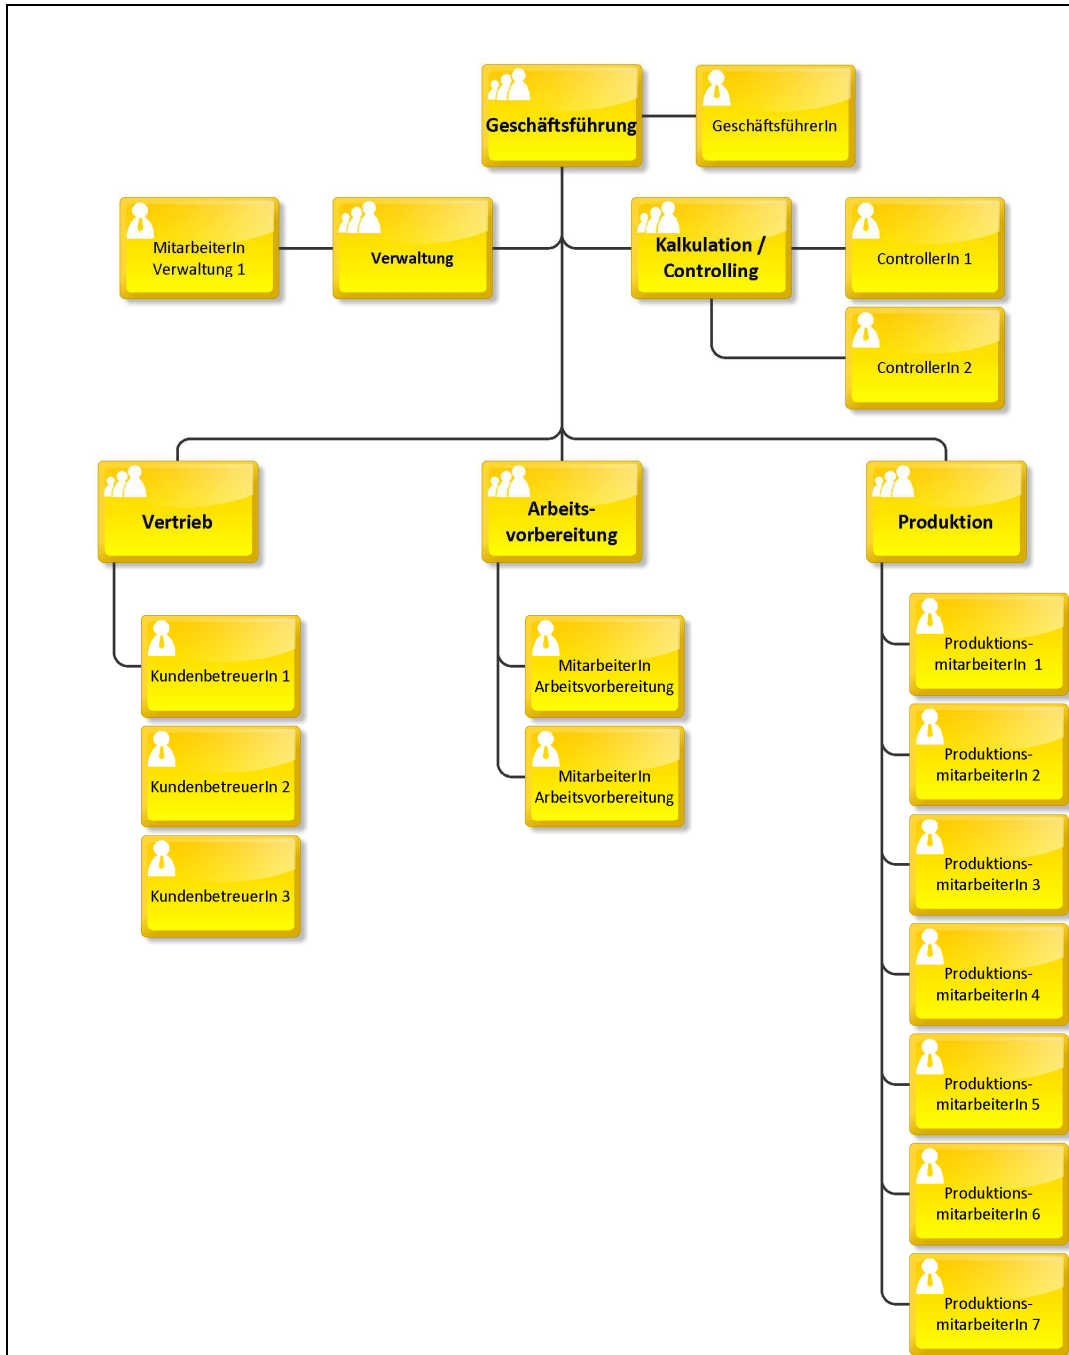 Geschäftsführung
GeschäftsführerIn
MitarbeiterIn
Verwaltung 1
Verwaltung
Kalkulation /
Controlling
ControllerIn 1
ControllerIn 2
Vertrieb
Arbeits-
vorbereitung
Produktion
KundenbetreuerIn 1
KundenbetreuerIn 2
KundenbetreuerIn 3
MitarbeiterIn
Arbeitsvorbereitung
MitarbeiterIn
Arbeitsvorbereitung
Produktions-
mitarbeiterIn  1
Produktions-
mitarbeiterIn 2
Produktions-
mitarbeiterIn 3
Produktions-
mitarbeiterIn 4
Produktions-
mitarbeiterIn 5
Produktions-
mitarbeiterIn 6
Produktions-
mitarbeiterIn 7